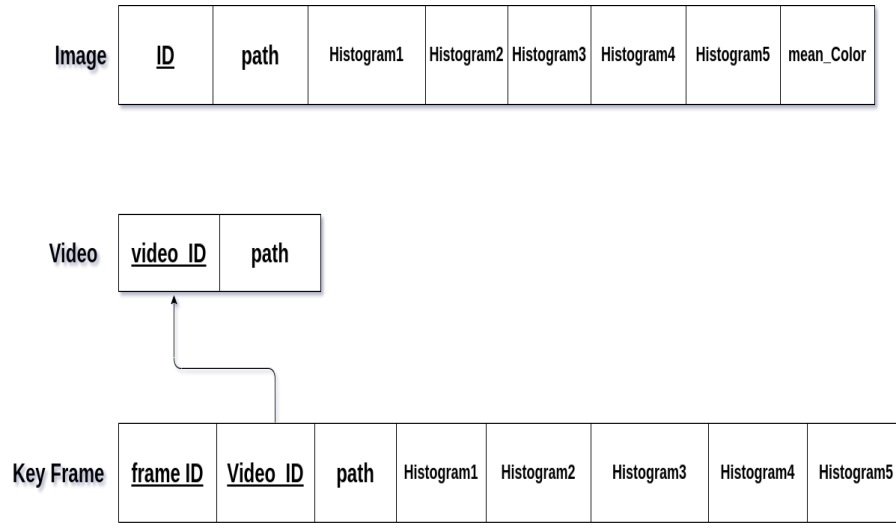 Image ID path Histogram1 Histogram2 Histogram3 Histogram4 Histogram5 mean_Color
Video video_ID path
Key Frame frame ID Video_ID path Histogram1 Histogram2 Histogram3 Histogram4 Histogram5